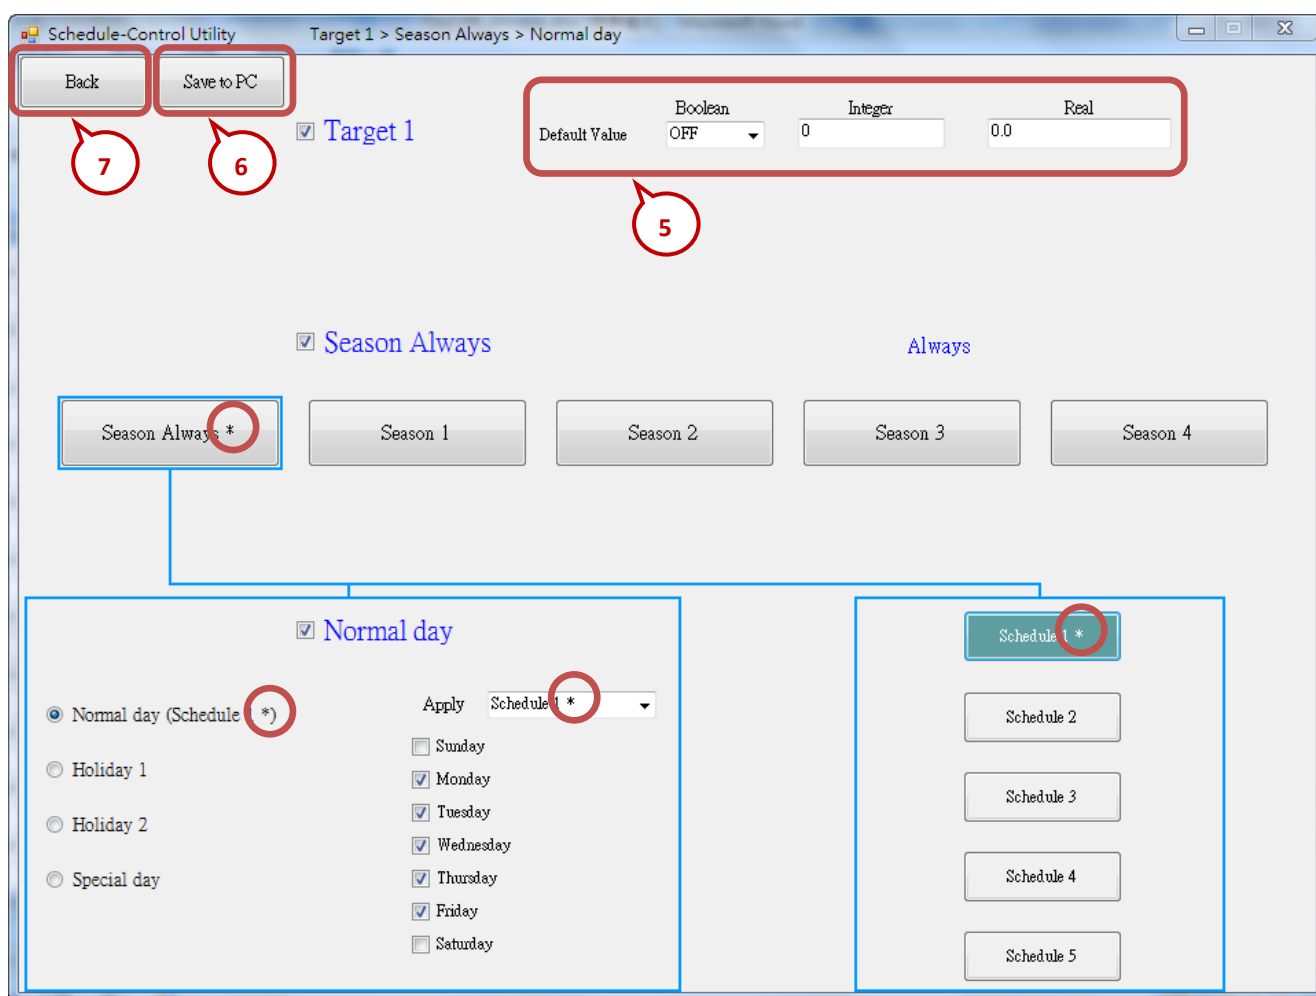 Schedule-Control Utility Target 1 > Season Always > Normal day
Back Save to PC
7 6
Target 1
Boolean Integer Real
Default Value OFF 0 0.0
5
Season Always Always
Season Always * Season 1 Season 2 Season 3 Season 4
Normal day
Normal day (Schedule 1 *)
Holiday 1
Holiday 2
Special day
Apply Schedule 1 *
Sunday
Monday
Tuesday
Wednesday
Thursday
Friday
Saturday
Schedule 1 *
Schedule 2
Schedule 3
Schedule 4
Schedule 5